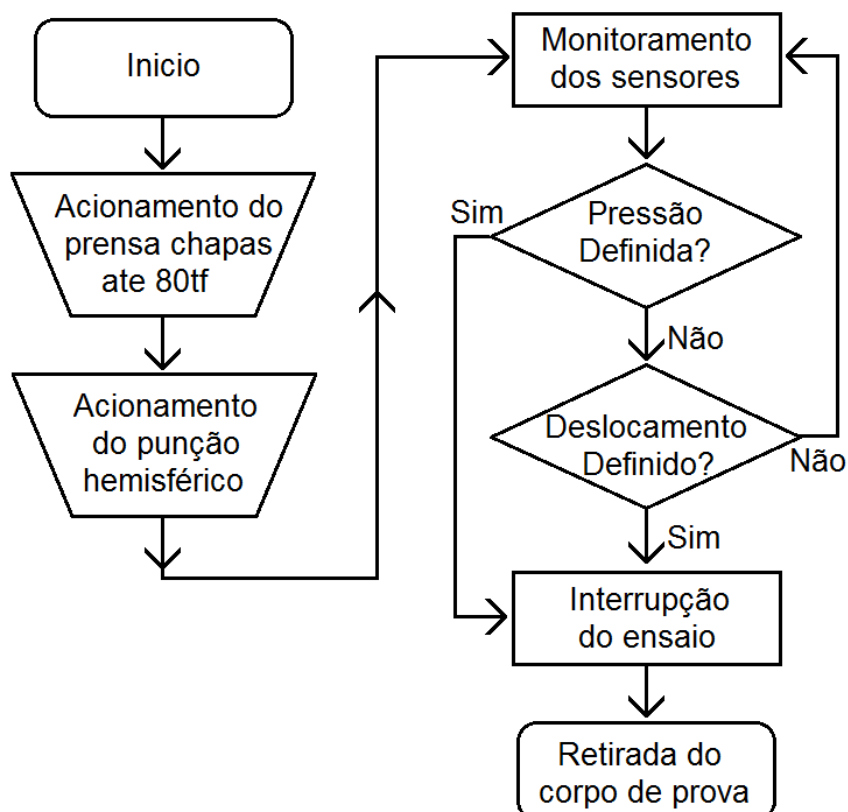 Inicio
Acionamento do
prensa chapas
ate 80tf
Acionamento
do punção
hemisférico
Monitoramento
dos sensores
Sim
Pressão
Definida?
Não
Deslocamento
Definido?
Não
Sim
Interrupção
do ensaio
Retirada do
corpo de prova